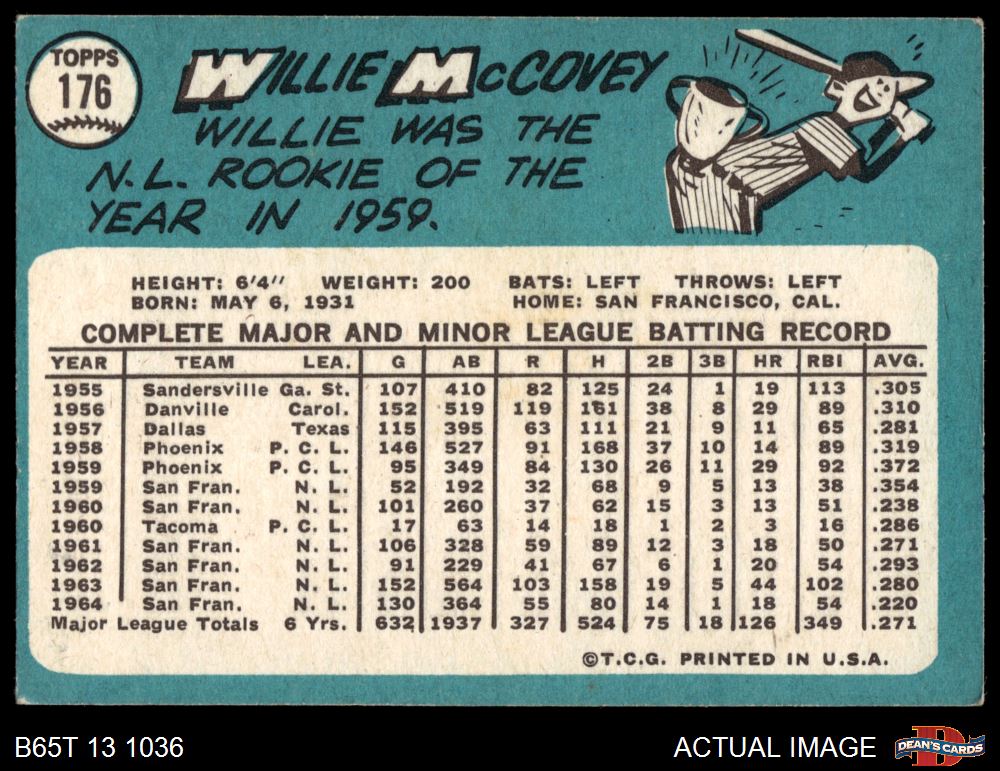 TOPPS
176
WILLIE McCOVEY
WILLIE WAS THE
N.L. ROOKIE OF THE
YEAR IN 1959.
HEIGHT: 6'4" WEIGHT: 200 BATS: LEFT THROWS: LEFT
BORN: MAY 6, 1931 HOME: SAN FRANCISCO, CAL.
COMPLETE MAJOR AND MINOR LEAGUE BATTING RECORD
YEAR TEAM LEA. G AB R H 2B 3B HR RBI AVG.
1955 Sandersville Ga. St. 107 410 82 125 24 1 19 113 .305
1956 Danville Carol. 152 519 119 161 38 8 29 89 .310
1957 Dallas Texas 115 395 63 111 21 9 11 65 .281
1958 Phoenix P. C. L. 146 527 91 168 37 10 14 89 .319
1959 Phoenix P. C. L. 95 349 84 130 26 11 29 92 .372
1959 San Fran. N. L. 52 192 32 68 9 5 13 38 .354
1960 San Fran. N. L. 101 260 37 62 15 3 13 51 .238
1960 Tacoma P. C. L. 17 63 14 18 1 2 3 16 .286
1961 San Fran. N. L. 106 328 59 89 12 3 18 50 .271
1962 San Fran. N. L. 91 229 41 67 6 1 20 54 .293
1963 San Fran. N. L. 152 564 103 158 19 5 44 102 .280
1964 San Fran. N. L. 130 364 55 80 14 1 18 54 .220
Major League Totals 6 Yrs. 632 1937 327 524 75 18 126 349 .271
©T.C.G. PRINTED IN U.S.A.
B65T 13 1036
ACTUAL IMAGE
D
DEAN'S CARDS